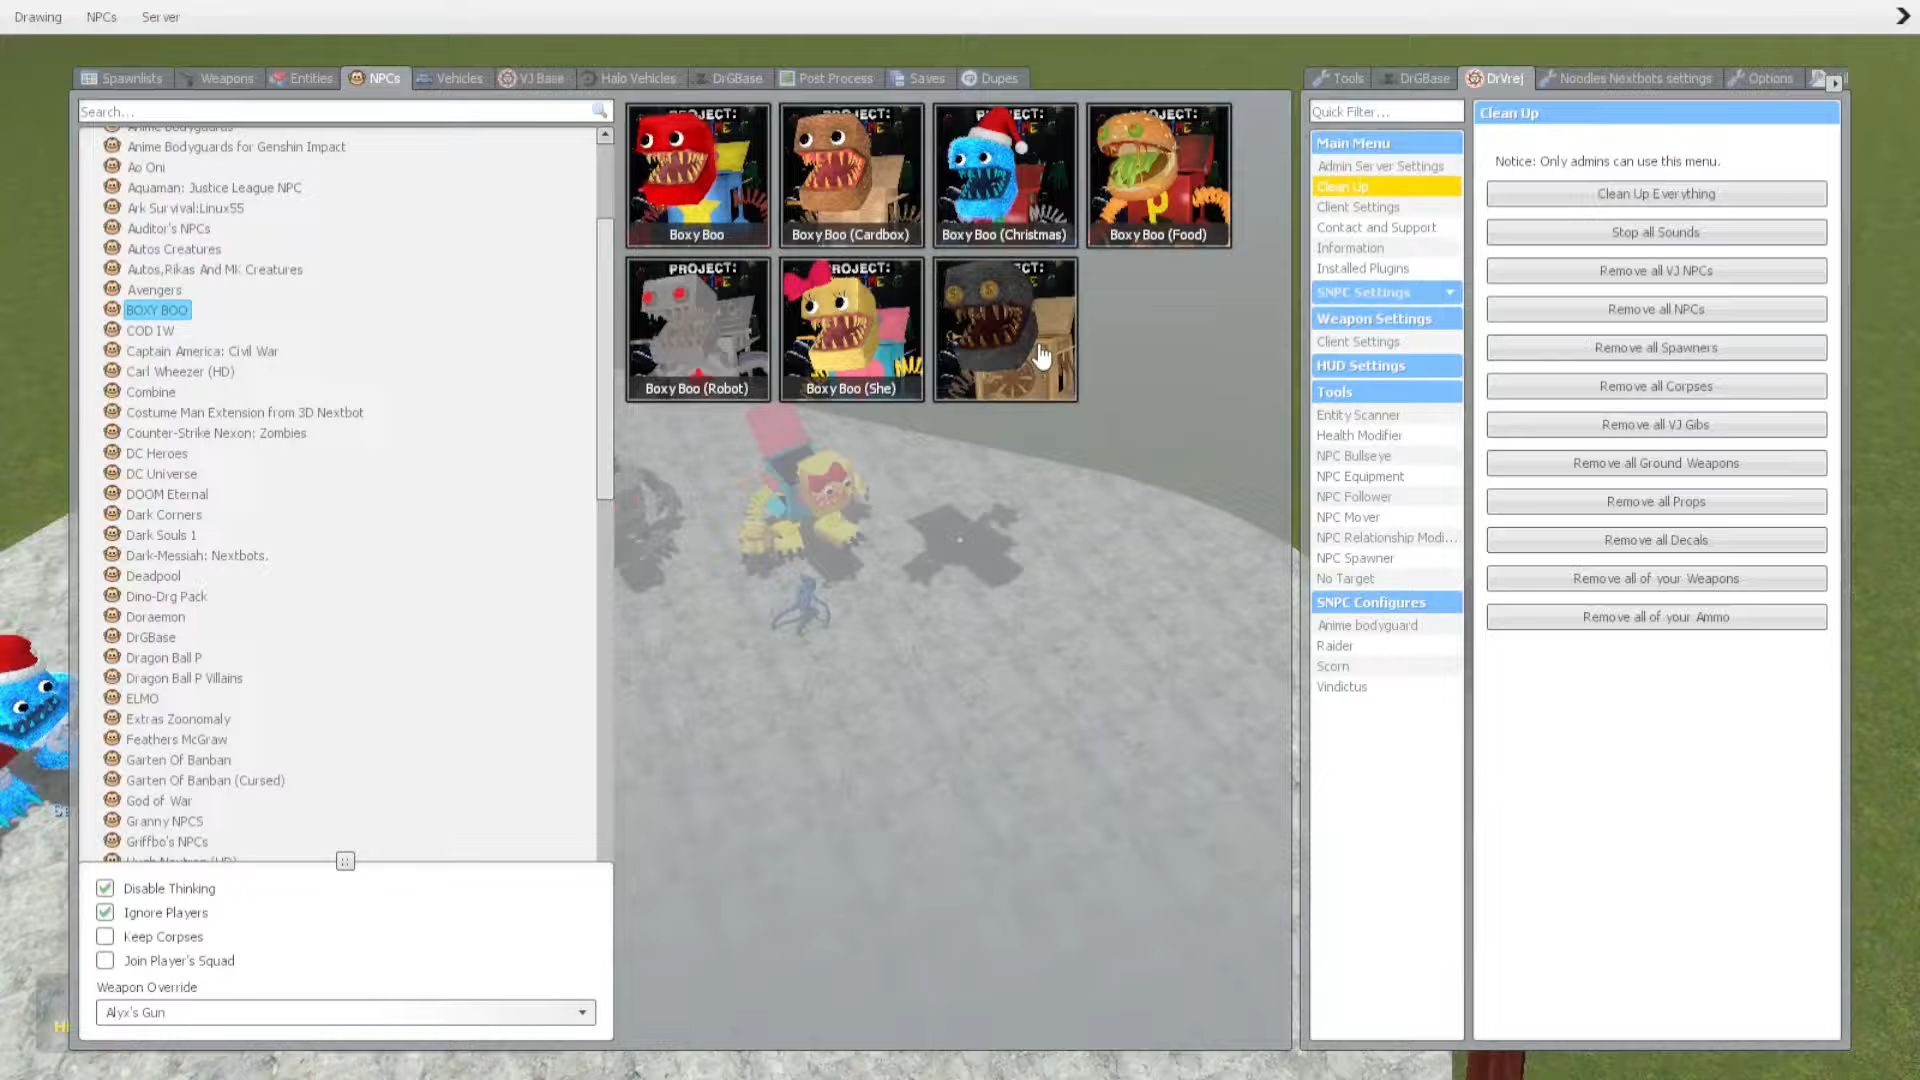 Drawing NPCs Server
Spawnlists Weapons Entities NPCs Vehicles VJ Base Halo Vehicles DrGBase Post Process Saves Dupes
Search...
Anime Bodyguards
Anime Bodyguards for Genshin Impact
Ao Oni
Aquaman: Justice League NPC
Ark Survival:Linux55
Auditor's NPCs
Autos Creatures
Autos,Rikas And MK Creatures
Avengers
BOXY BOO
COD IW
Captain America: Civil War
Carl Wheezer (HD)
Combine
Costume Man Extension from 3D Nextbot
Counter-Strike Nexon: Zombies
DC Heroes
DC Universe
DOOM Eternal
Dark Corners
Dark Souls 1
Dark-Messiah: Nextbots.
Deadpool
Dino-Drg Pack
Doraemon
DrGBase
Dragon Ball P
Dragon Ball P Villains
ELMO
Extras Zoonomaly
Feathers McGraw
Garten Of Banban
Garten Of Banban (Cursed)
God of War
Granny NPCS
Griffbo's NPCs
Disable Thinking
Ignore Players
Keep Corpses
Join Player's Squad
Weapon Override
Alyx's Gun
Boxy Boo
Boxy Boo (Cardbox)
Boxy Boo (Christmas)
Boxy Boo (Food)
PROJECT:
Boxy Boo (Robot)
ROJECT:
Boxy Boo (She)
CT:
Tools DrGBase DrVrej Noodles Nextbots settings Options
Quick Filter...
Main Menu
Admin Server Settings
Clean Up
Client Settings
Contact and Support
Information
Installed Plugins
SNPC Settings
Weapon Settings
Client Settings
HUD Settings
Tools
Entity Scanner
Health Modifier
NPC Bullseye
NPC Equipment
NPC Follower
NPC Mover
NPC Relationship Modi...
NPC Spawner
No Target
SNPC Configures
Anime bodyguard
Raider
Scorn
Vindictus
Clean Up
Notice: Only admins can use this menu.
Clean Up Everything
Stop all Sounds
Remove all VJ NPCs
Remove all NPCs
Remove all Spawners
Remove all Corpses
Remove all VJ Gibs
Remove all Ground Weapons
Remove all Props
Remove all Decals
Remove all of your Weapons
Remove all of your Ammo